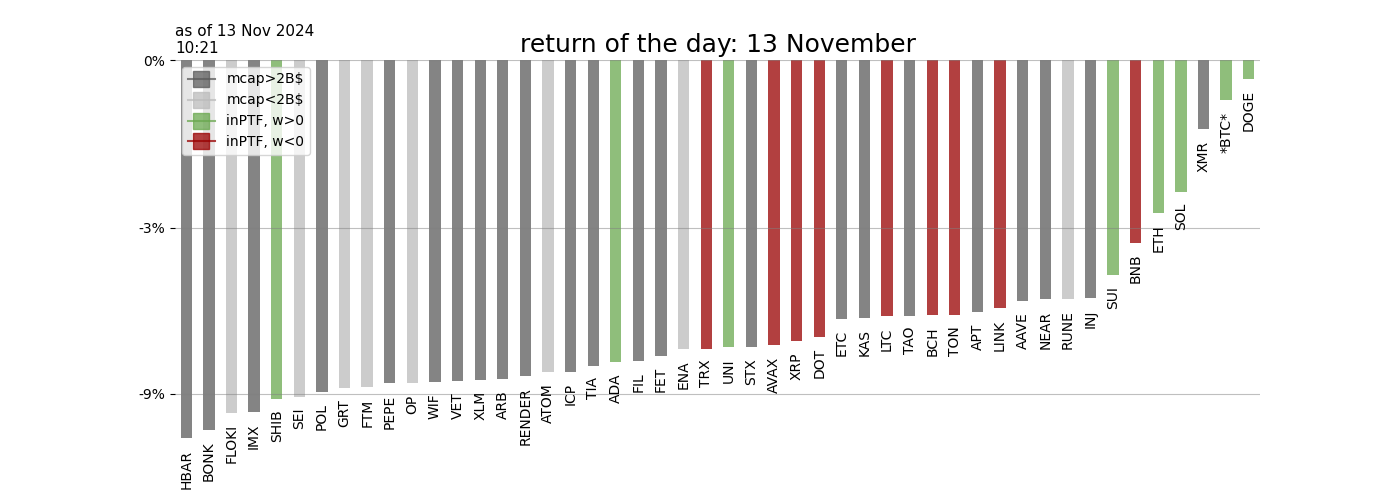 as of 13 Nov 2024
10:21
return of the day: 13 November
0%
-3%
-9%
mcap>2B$
mcap<2B$
inPTF, w>0
inPTF, w<0
HBAR
BONK
FLOKI
IMX
SHIB
SEI
POL
GRT
FTM
PEPE
OP
WIF
VET
XLM
ARB
RENDER
ATOM
ICP
TIA
ADA
FIL
FET
ENA
TRX
UNI
STX
AVAX
XRP
DOT
ETC
KAS
LTC
TAO
BCH
TON
APT
LINK
AAVE
NEAR
RUNE
INJ
SUI
BNB
ETH
SOL
XMR
*BTC*
DOGE